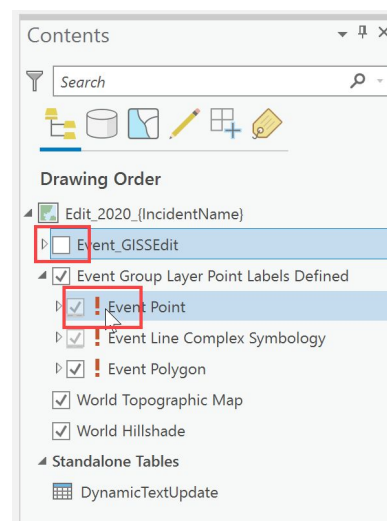 Contents
Search
Drawing Order
Edit_2020_{IncidentName}
Event_GISSEdit
Event Group Layer Point Labels Defined
! Event Point
! Event Line Complex Symbology
! Event Polygon
World Topographic Map
World Hillshade
Standalone Tables
DynamicTextUpdate